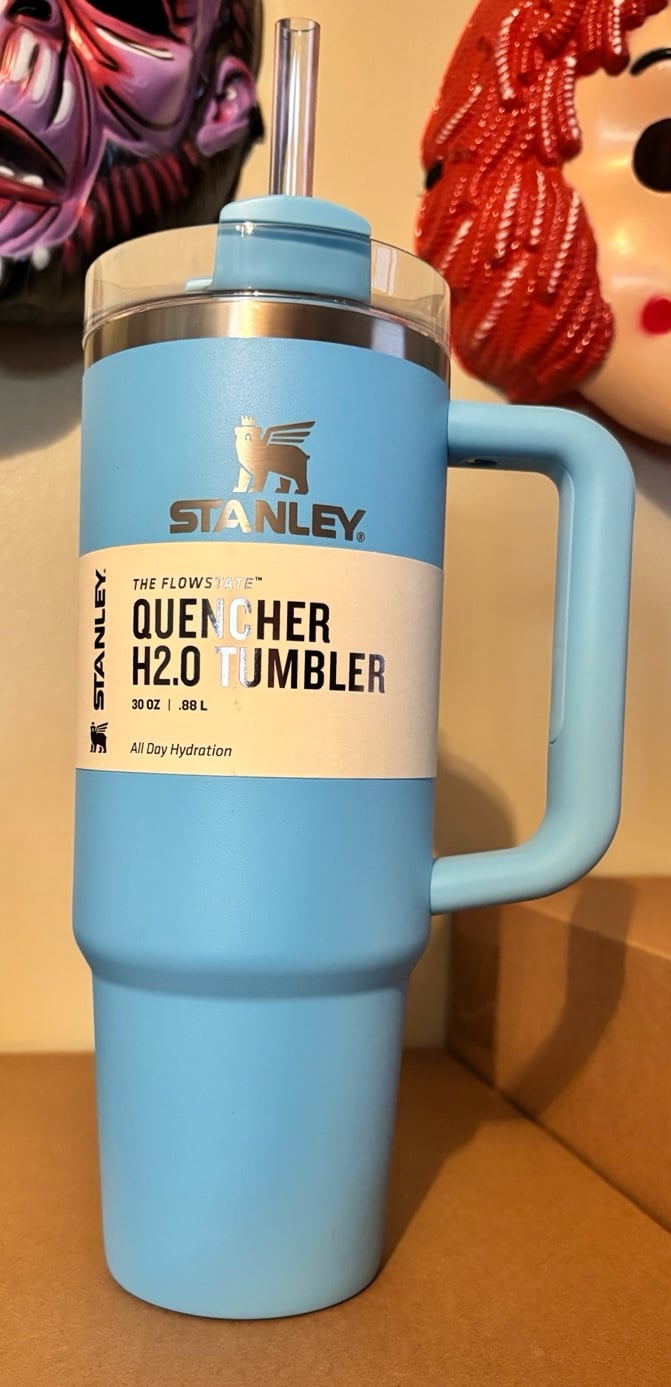 STANLEY®
STANLEY.
THE FLOWSTATE™
QUENCHER
H2.0 TUMBLER
30 OZ | .88 L
All Day Hydration